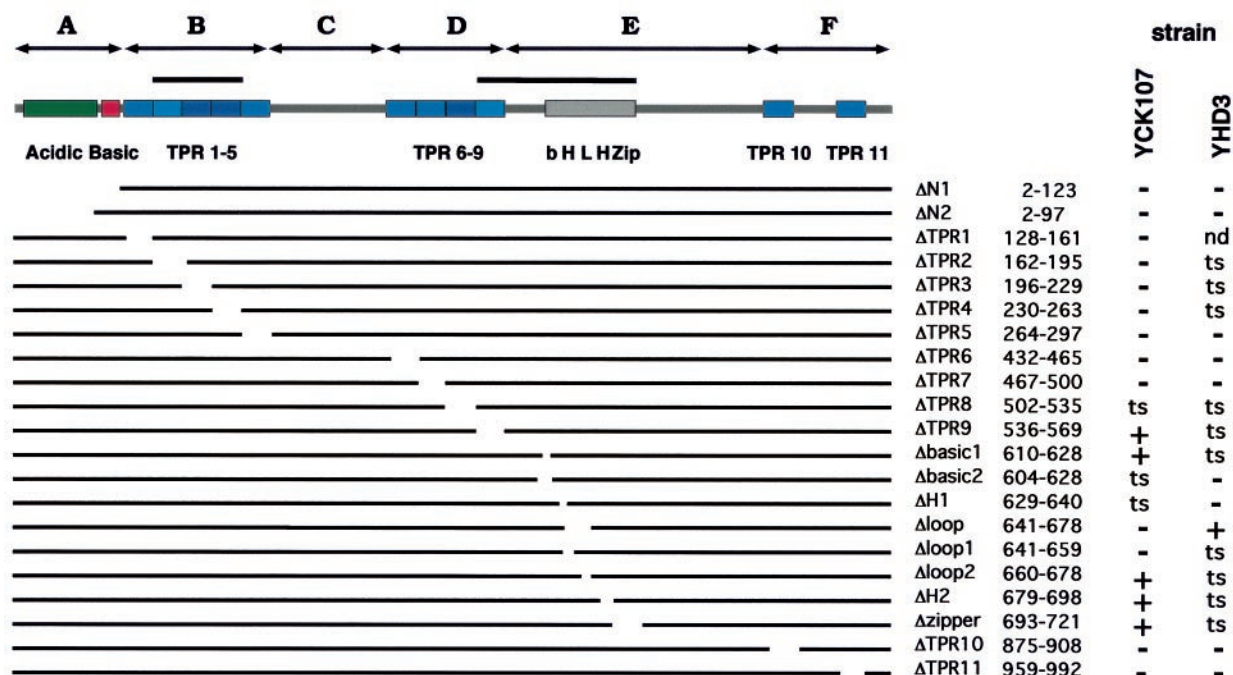 A B C D E F
strain
YCK107
YHD3
Acidic Basic TPR 1-5 TPR 6-9 b H L HZip TPR 10 TPR 11
ΔN1 2-123 - -
ΔN2 2-97 - -
ΔTPR1 128-161 - nd
ΔTPR2 162-195 - ts
ΔTPR3 196-229 - ts
ΔTPR4 230-263 - ts
ΔTPR5 264-297 - -
ΔTPR6 432-465 - -
ΔTPR7 467-500 - -
ΔTPR8 502-535 ts ts
ΔTPR9 536-569 + ts
Δbasic1 610-628 + ts
Δbasic2 604-628 ts -
ΔH1 629-640 ts -
Δloop 641-678 - +
Δloop1 641-659 - ts
Δloop2 660-678 + ts
ΔH2 679-698 + ts
Δzipper 693-721 + ts
ΔTPR10 875-908 - -
ΔTPR11 959-992 - -